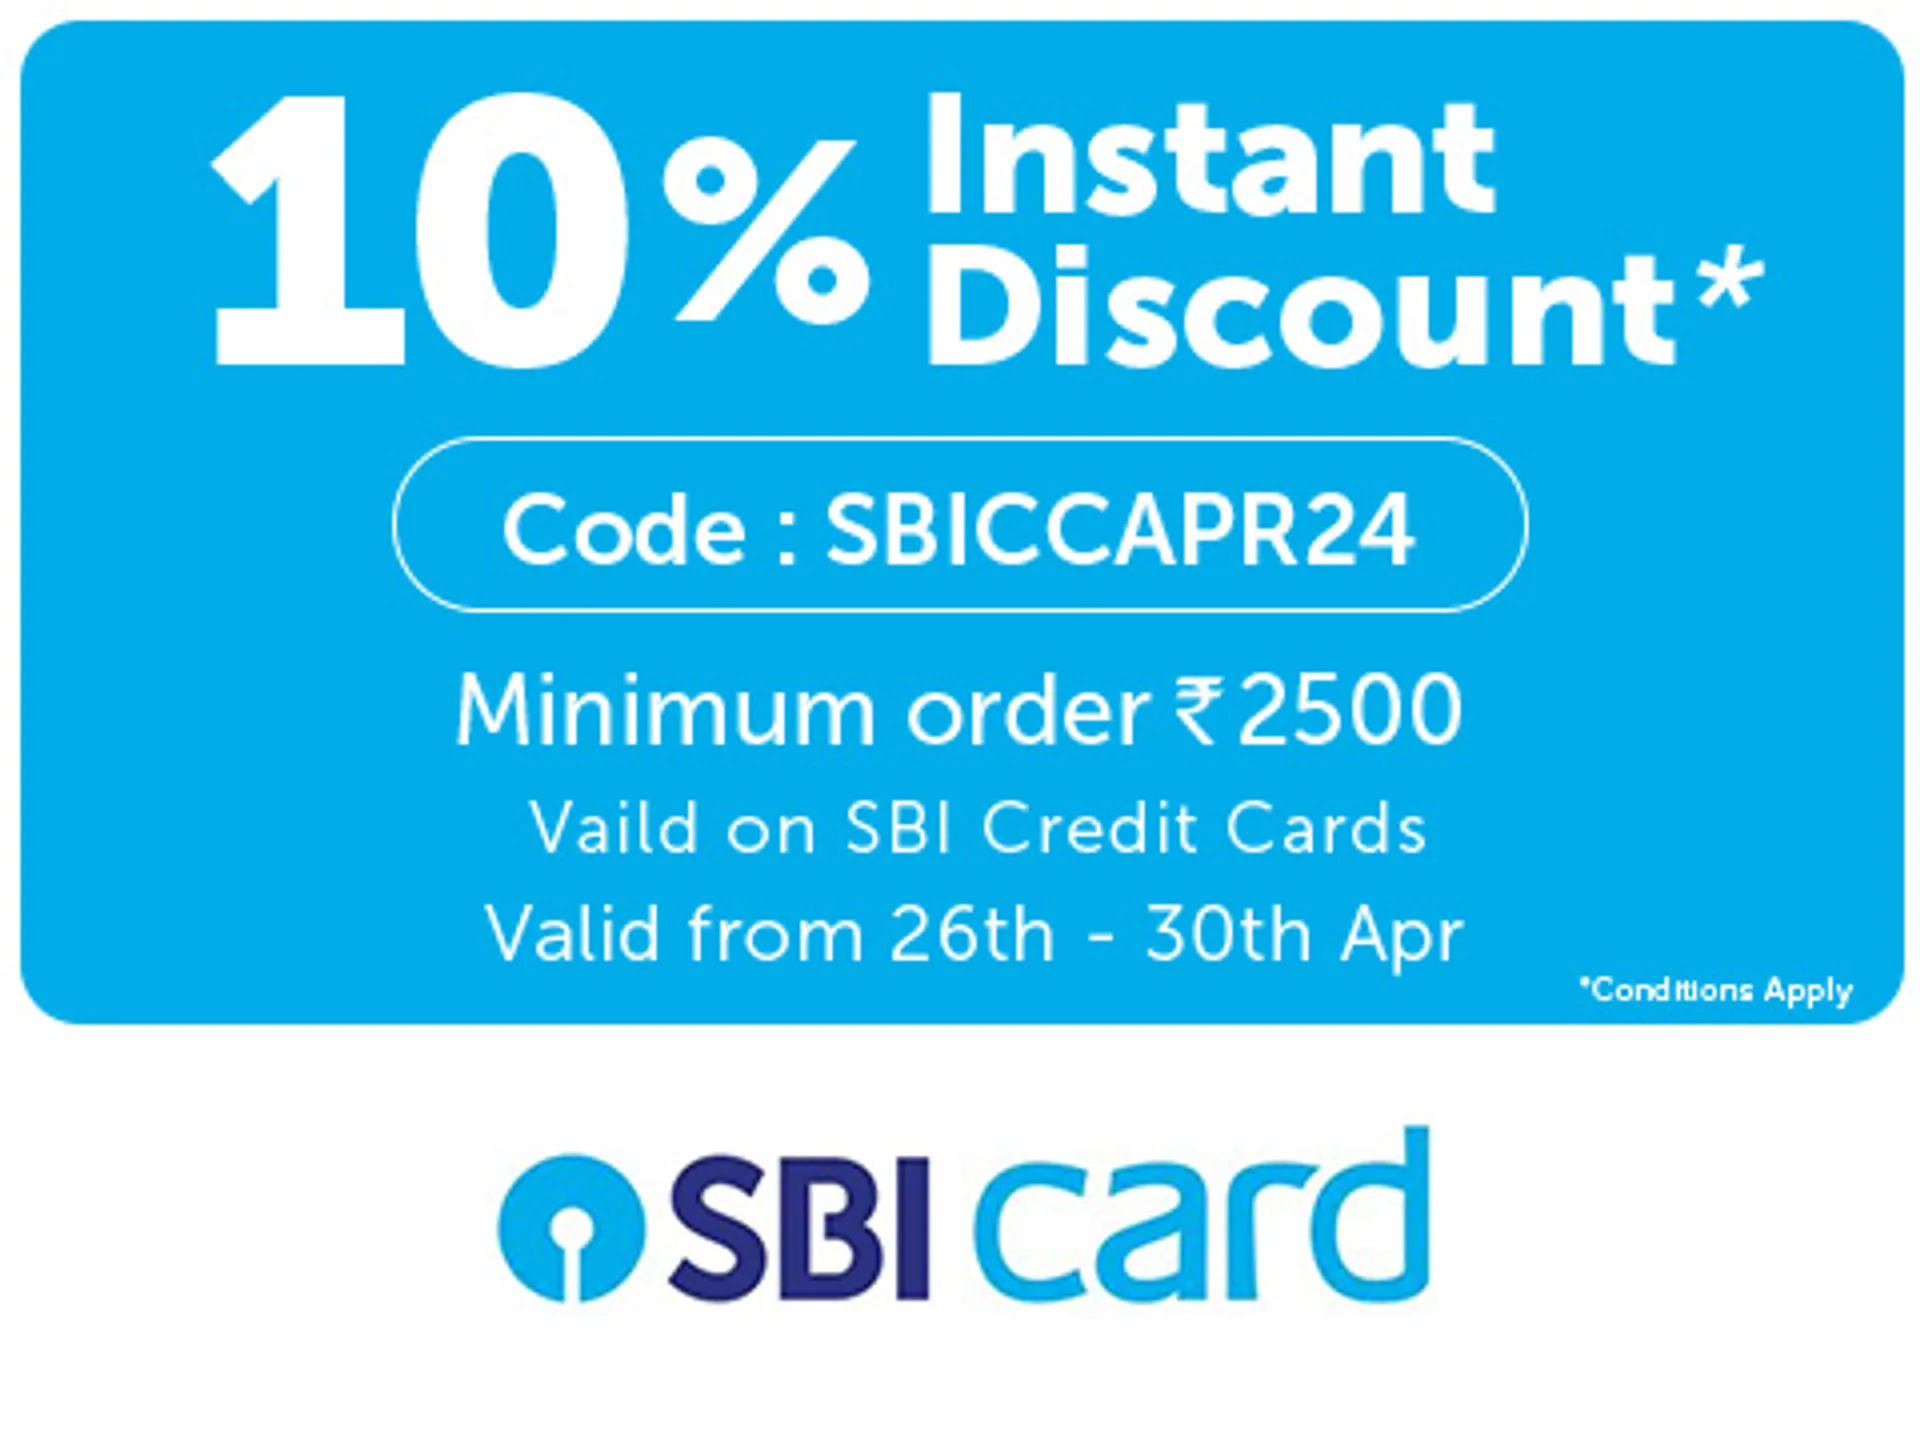 10% Instant
Discount*
Code : SBICCAPR24
Minimum order ₹2500
Vaild on SBI Credit Cards
Valid from 26th - 30th Apr
*Conditions Apply
SBI card